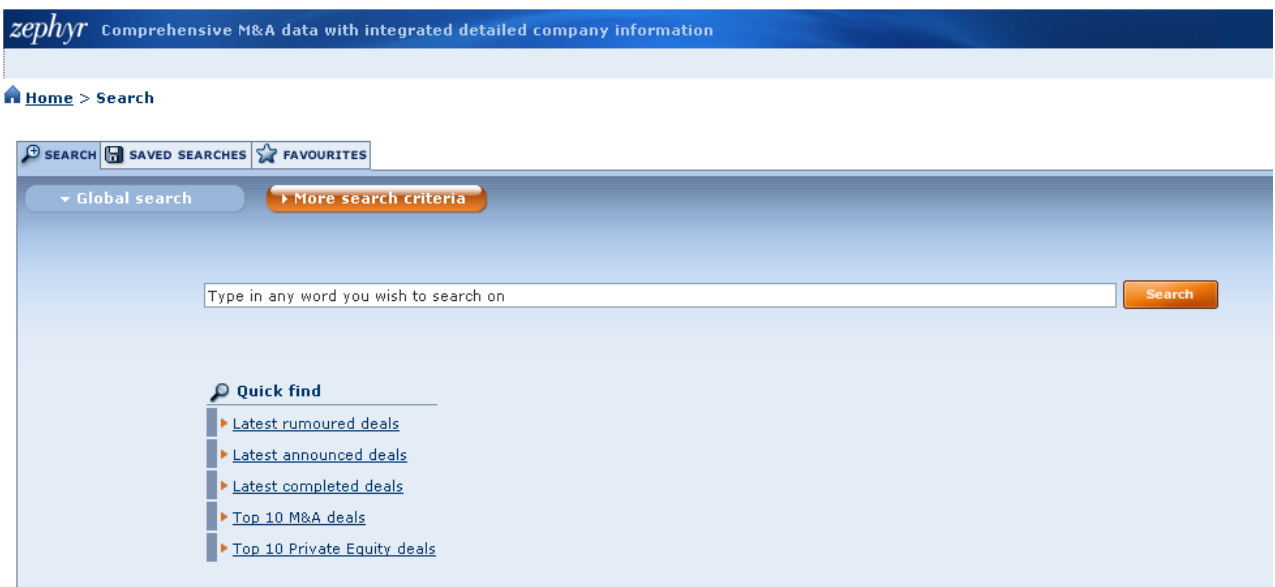 zephyr Comprehensive M&A data with integrated detailed company information
Home > Search
SEARCH SAVED SEARCHES FAVOURITES
Global search More search criteria
Type in any word you wish to search on Search
Quick find
Latest rumoured deals
Latest announced deals
Latest completed deals
Top 10 M&A deals
Top 10 Private Equity deals